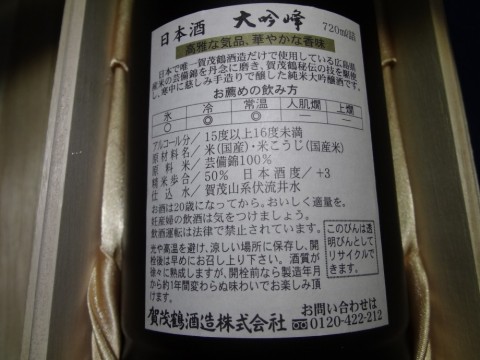 日本酒 大吟峰 720ml詰
高雅な気品、華やかな香味
日本で唯一賀茂鶴酒造だけで使用している広島県
産米の芸備錦を丹念に磨き、賀茂鶴秘伝の技を駆使
し、寒中に慈しみ手造りで醸した純米大吟醸酒です。
お薦めの飲み方
氷 冷 常温 人肌燗 上燗
○ ◎ ◎ － －
アルコール分／15度以上16度未満
原材料名／米(国産)・米こうじ(国産米)
原料米／芸備錦100%
精米歩合／50% 日本酒度／+3
仕込水／賀茂山系伏流井水
お酒は20歳になってから。おいしく適量を。
妊産婦の飲酒は気をつけましょう。
飲酒運転は法律で禁止されています。
光や高温を避け、涼しい場所に保存し、開
栓後は早めにお召し上り下さい。酒質が
徐々に熟成しますが、開栓前なら製造年月
から約1年間変わらぬ味わいでお楽しみ頂
けます。
このびんは透
明びんとして
リサイクルで
きます。
賀茂鶴酒造株式会社
お問い合わせは
0120-422-212